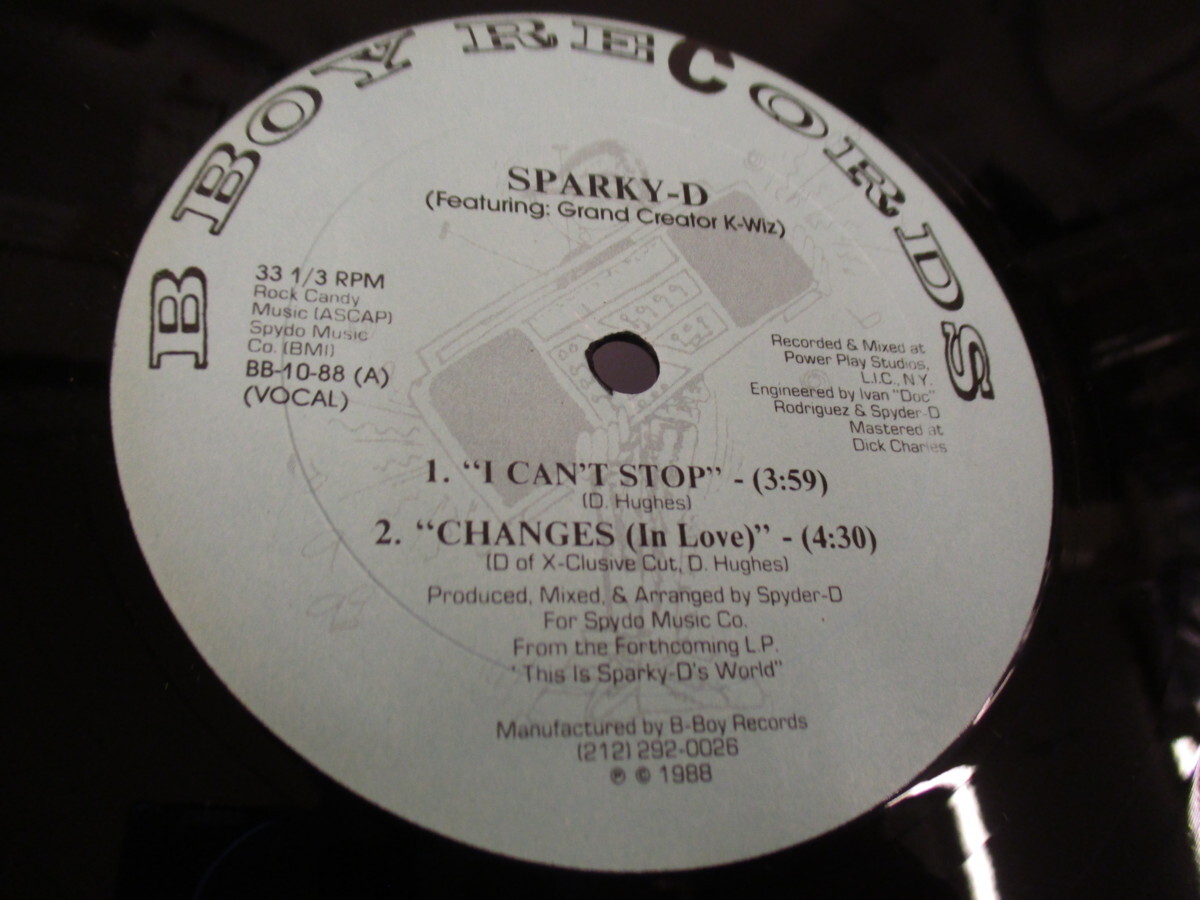 B BOY RECORDS
SPARKY-D
(Featuring: Grand Creator K-Wiz)
33 1/3 RPM
Rock Candy
Music (ASCAP)
Spydo Music
Co. (BMI)
BB-10-88 (A)
(VOCAL)
Recorded & Mixed at
Power Play Studios,
L.I.C., N.Y.
Engineered by Ivan "Doc"
Rodriguez & Spyder-D
Mastered at
Dick Charles
1. "I CAN'T STOP" - (3:59)
(D. Hughes)
2. "CHANGES (In Love)" - (4:30)
(D of X-Clusive Cut, D. Hughes)
Produced, Mixed, & Arranged by Spyder-D
For Spydo Music Co.
From the Forthcoming L.P.
'This Is Sparky-D's World"
Manufactured by B-Boy Records
(212) 292-0026
℗ © 1988